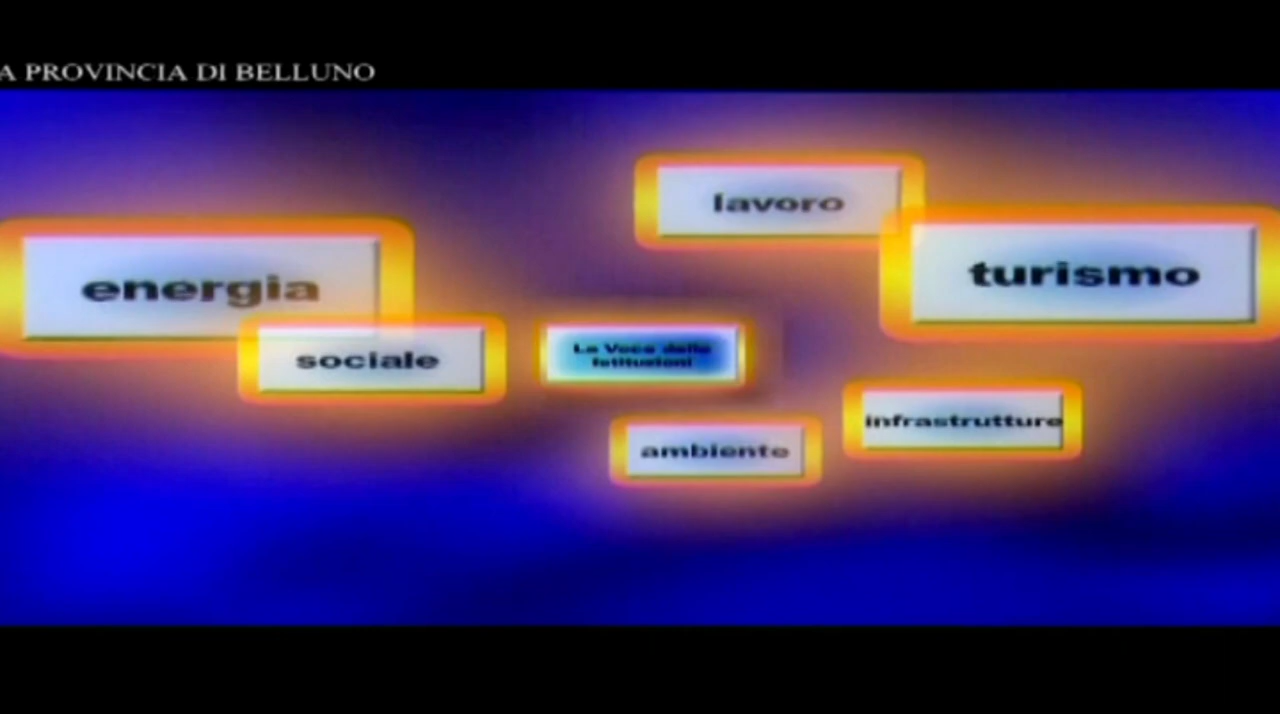 A PROVINCIA DI BELLUNO
lavoro
turismo
energia
sociale
La Voce delle
Istituzioni
infrastrutture
ambiente